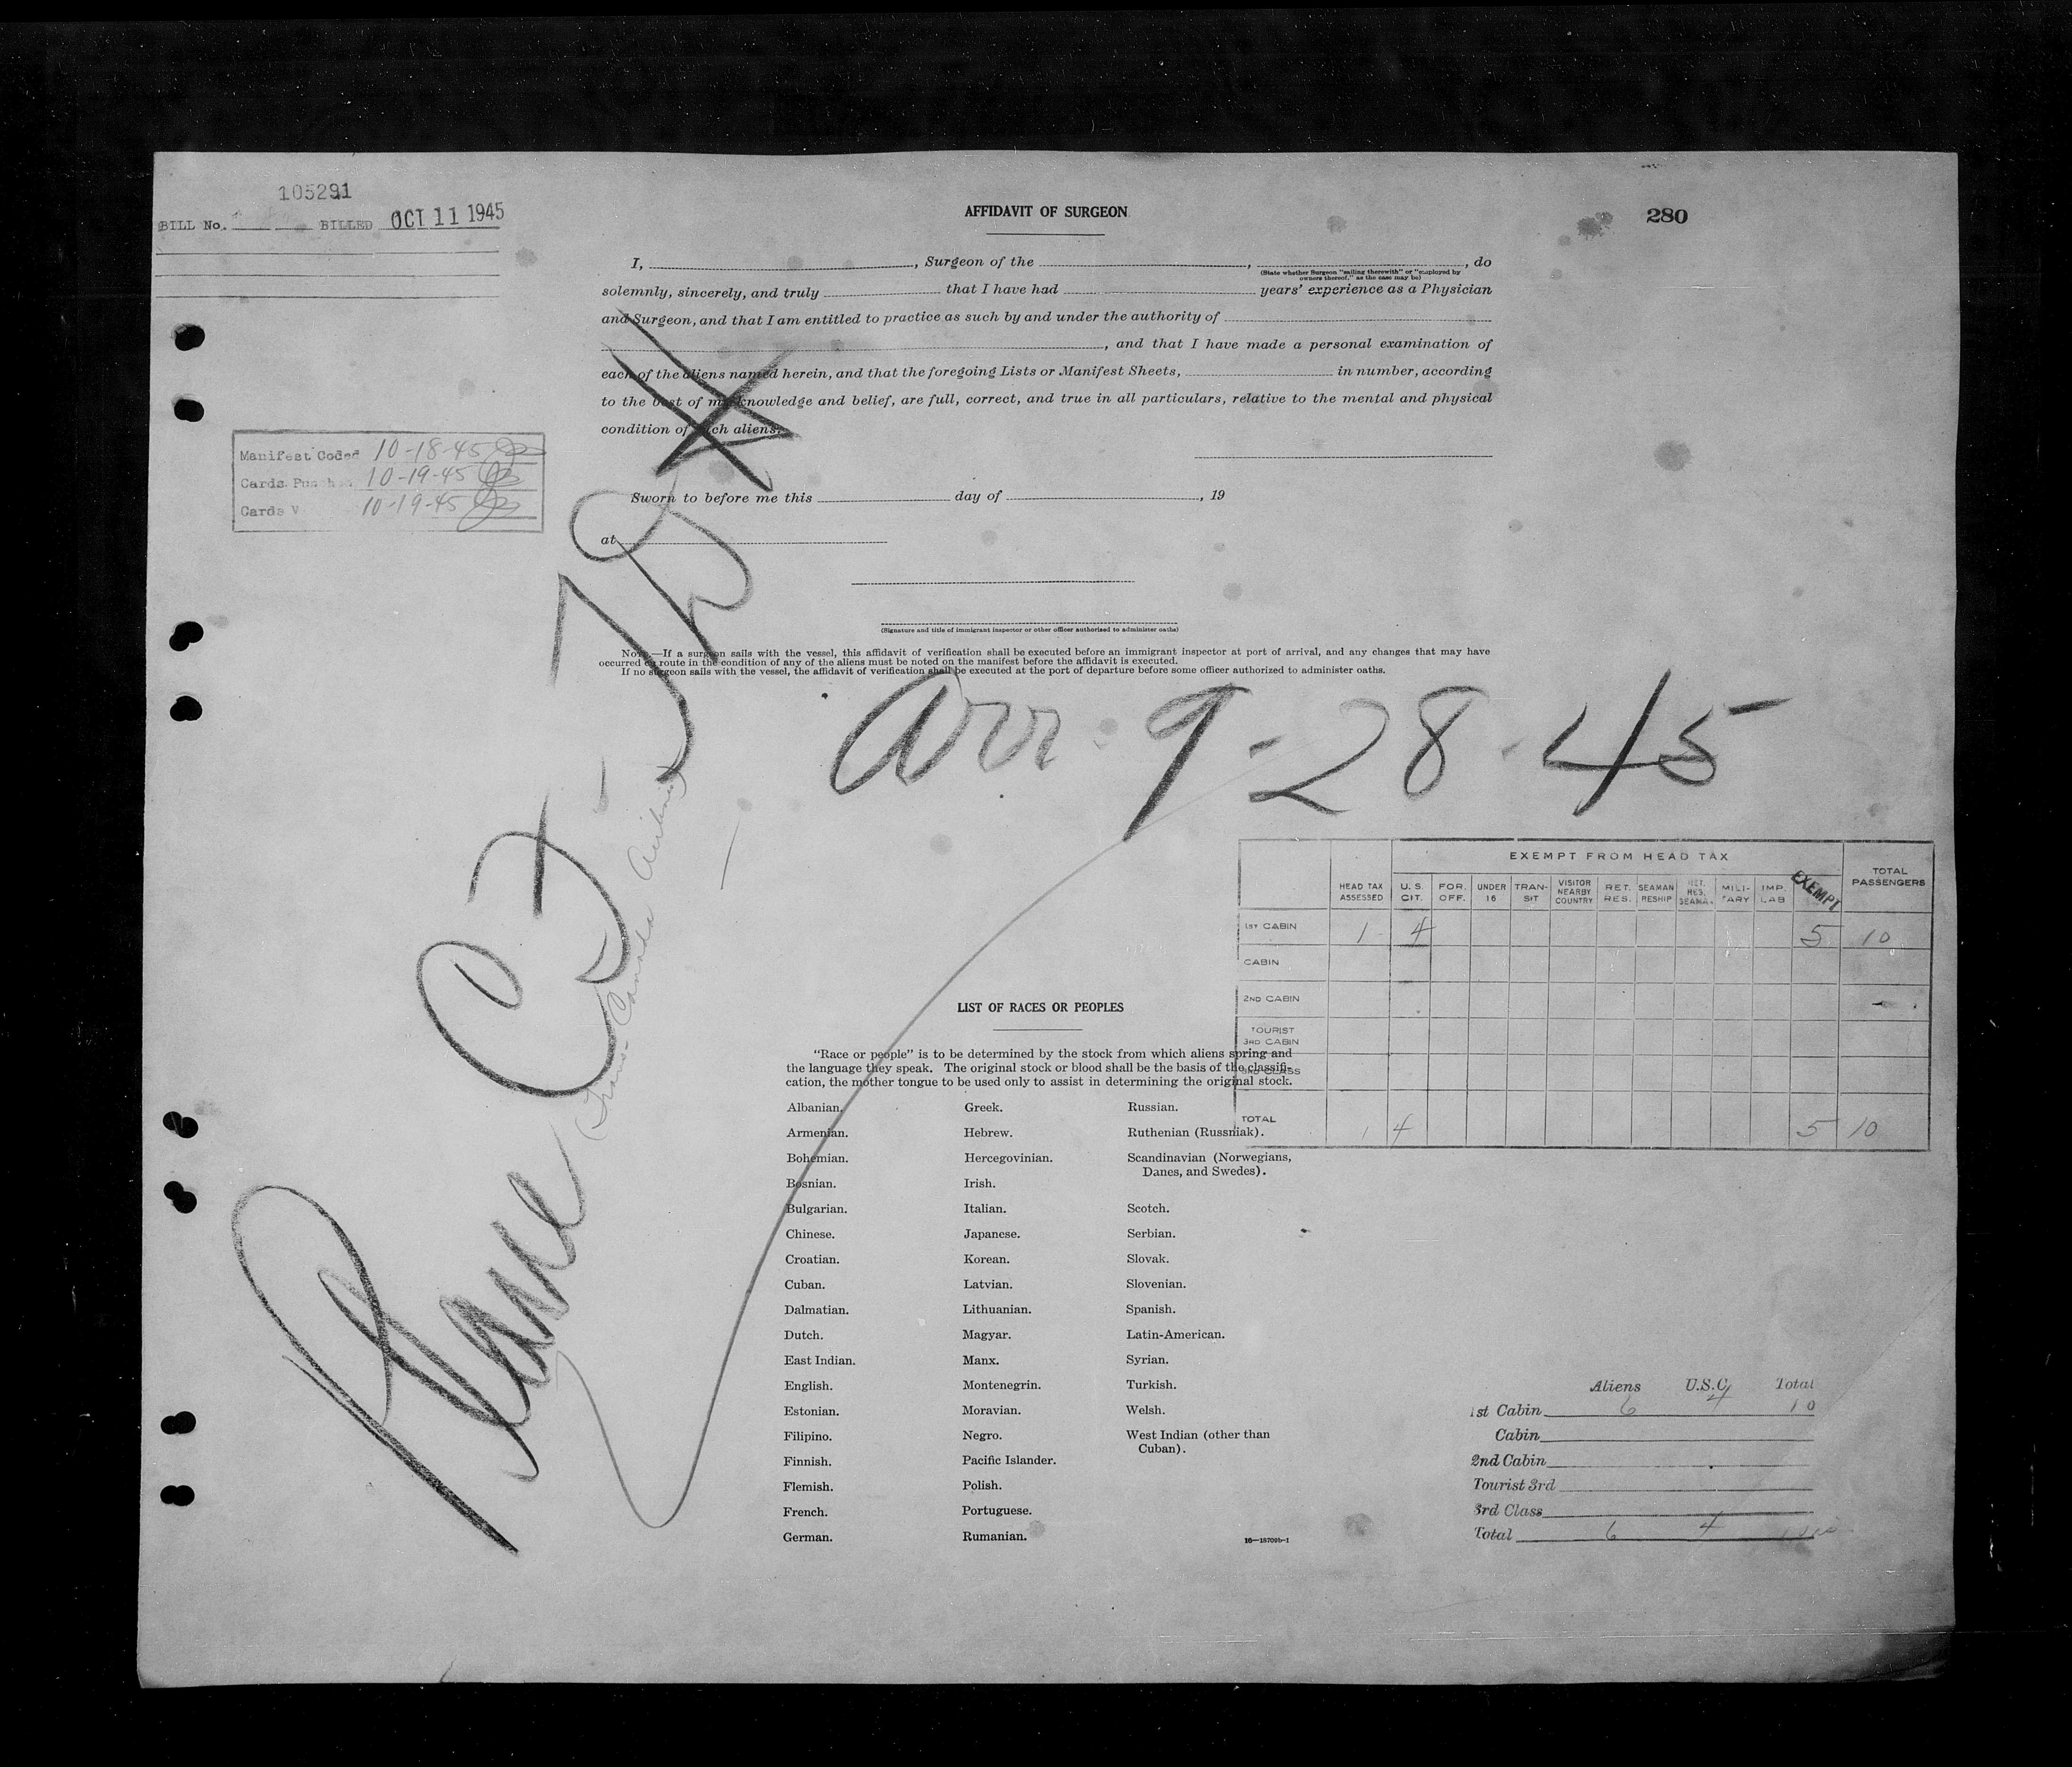 105291
BILL No. BILLED OCT 11 1945
AFFIDAVIT OF SURGEON
280
I, , Surgeon of the , , do
(State whether Surgeon "sailing therewith" or "employed by
owners thereof," as the case may be)
solemnly, sincerely, and truly that I have had years' experience as a Physician
and Surgeon, and that I am entitled to practice as such by and under the authority of
, and that I have made a personal examination of
each of the aliens named herein, and that the foregoing Lists or Manifest Sheets, in number, according
to the best of my knowledge and belief, are full, correct, and true in all particulars, relative to the mental and physical
condition of such aliens.
Manifest Coded 10-18-45
Cards Punched 10-19-45
Cards V 10-19-45
Sworn to before me this day of , 19
at
(Signature and title of immigrant inspector or other officer authorized to administer oaths)
NOTE.—If a surgeon sails with the vessel, this affidavit of verification shall be executed before an immigrant inspector at port of arrival, and any changes that may have
occurred en route in the condition of any of the aliens must be noted on the manifest before the affidavit is executed.
If no surgeon sails with the vessel, the affidavit of verification shall be executed at the port of departure before some officer authorized to administer oaths.
Plane CF-
(Trans-Canada Airlines)
Arr. 9-28-45
EXEMPT FROM HEAD TAX
HEAD TAX ASSESSED U. S. CIT. FOR. OFF. UNDER 16 TRAN-SIT VISITOR NEARBY COUNTRY RET. RES. SEAMAN RESHIP RET. RES. SEAMA. MILI-TARY IMP. LAB EXEMPT TOTAL PASSENGERS
1ST CABIN 1 4 5 10
CABIN
2ND CABIN
TOURIST
3RD CABIN
3RD CLASS
TOTAL 1 4 5 10
LIST OF RACES OR PEOPLES
"Race or people" is to be determined by the stock from which aliens spring and
the language they speak. The original stock or blood shall be the basis of the classifi-
cation, the mother tongue to be used only to assist in determining the original stock.
Albanian. Greek. Russian.
Armenian. Hebrew. Ruthenian (Russniak).
Bohemian. Hercegovinian. Scandinavian (Norwegians,
Danes, and Swedes).
Bosnian. Irish.
Bulgarian. Italian. Scotch.
Chinese. Japanese. Serbian.
Croatian. Korean. Slovak.
Cuban. Latvian. Slovenian.
Dalmatian. Lithuanian. Spanish.
Dutch. Magyar. Latin-American.
East Indian. Manx. Syrian.
English. Montenegrin. Turkish.
Estonian. Moravian. Welsh.
Filipino. Negro. West Indian (other than
Cuban).
Finnish. Pacific Islander.
Flemish. Polish.
French. Portuguese.
German. Rumanian.
16—18709b-1
Aliens U.S.C. Total
1st Cabin 6 4 10
Cabin
2nd Cabin
Tourist 3rd
3rd Class
Total 6 4